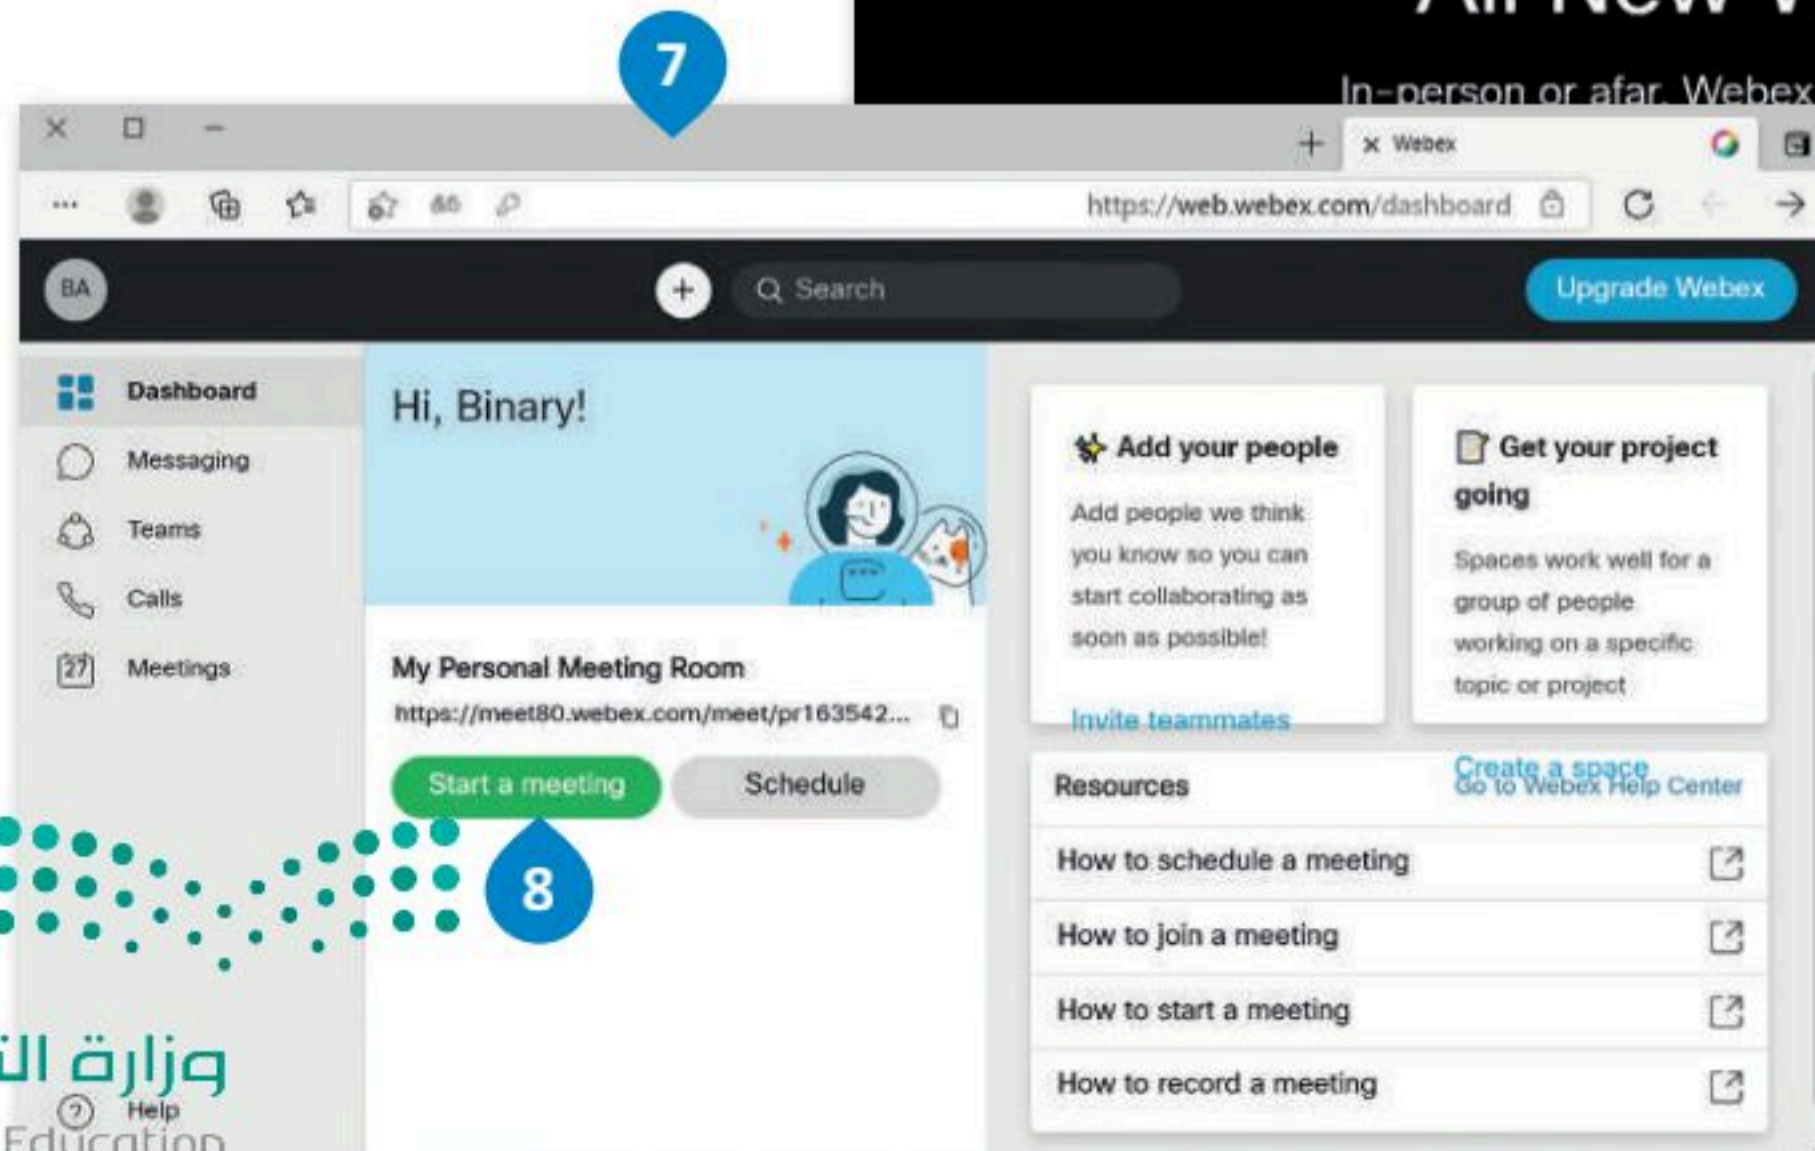 7
In-person or afar, Webex
Webex
https://web.webex.com/dashboard
BA
Search
Upgrade Webex
Dashboard
Messaging
Teams
Calls
27
Meetings
Hi, Binary!
My Personal Meeting Room
https://meet80.webex.com/meet/pr163542...
Start a meeting
Schedule
8
Add your people
Add people we think
you know so you can
start collaborating as
soon as possible!
Invite teammates
Get your project
going
Spaces work well for a
group of people
working on a specific
topic or project
Create a space
Resources
Go to Webex Help Center
How to schedule a meeting
How to join a meeting
How to start a meeting
How to record a meeting
وزارة
Help
Education